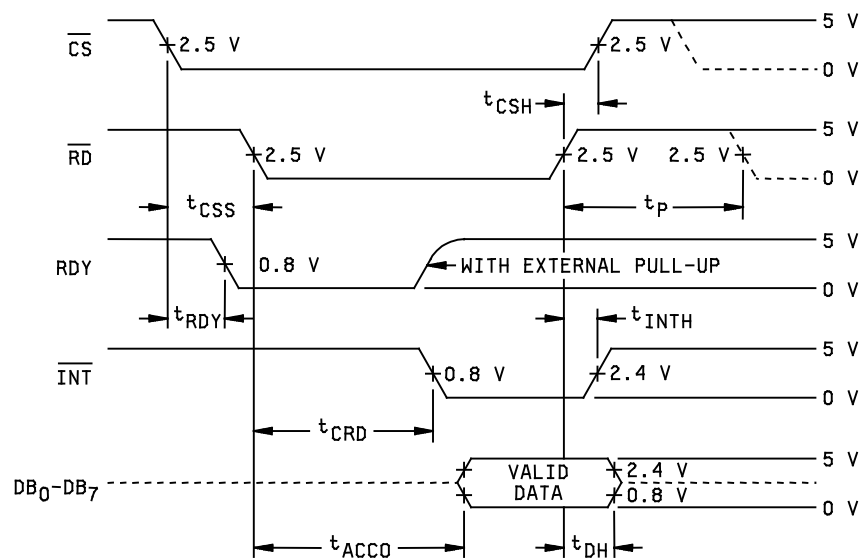 5 V
CS
2.5 V
2.5 V
0 V
tCSH
5 V
RD
2.5 V
2.5 V
2.5 V
0 V
tCSS
tP
5 V
RDY
0.8 V
WITH EXTERNAL PULL-UP
0 V
tRDY
tINTH
5 V
INT
0.8 V
2.4 V
0 V
tCRD
5 V
VALID
2.4 V
DB0-DB7
DATA
0.8 V
0 V
tACCO
tDH